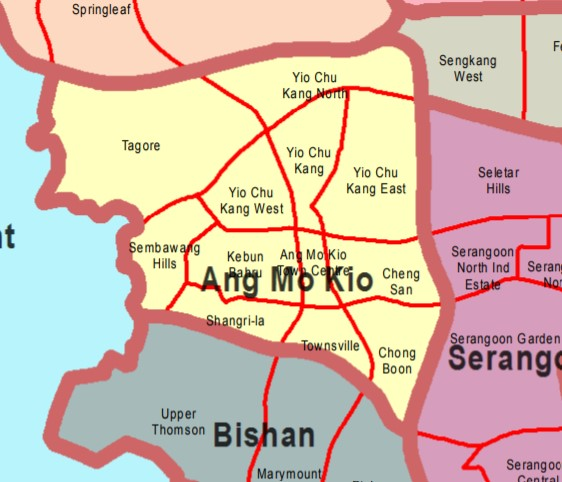 Springleaf
Sengkang
West
Fe
Yio Chu
Kang North
Tagore
Yio Chu
Kang
Yio Chu
Kang East
Seletar
Hills
Yio Chu
Kang West
nt
Sembawang
Hills
Kebun
Bahru
Ang Mo Kio
Town Centre
Cheng
San
Ang Mo Kio
Serangoon
North Ind
Estate
Serang
Nor
Shangri-la
Townsville
Chong
Boon
Serangoon Garden
Serango
Upper
Thomson
Bishan
Marymount
Serangoo
Central